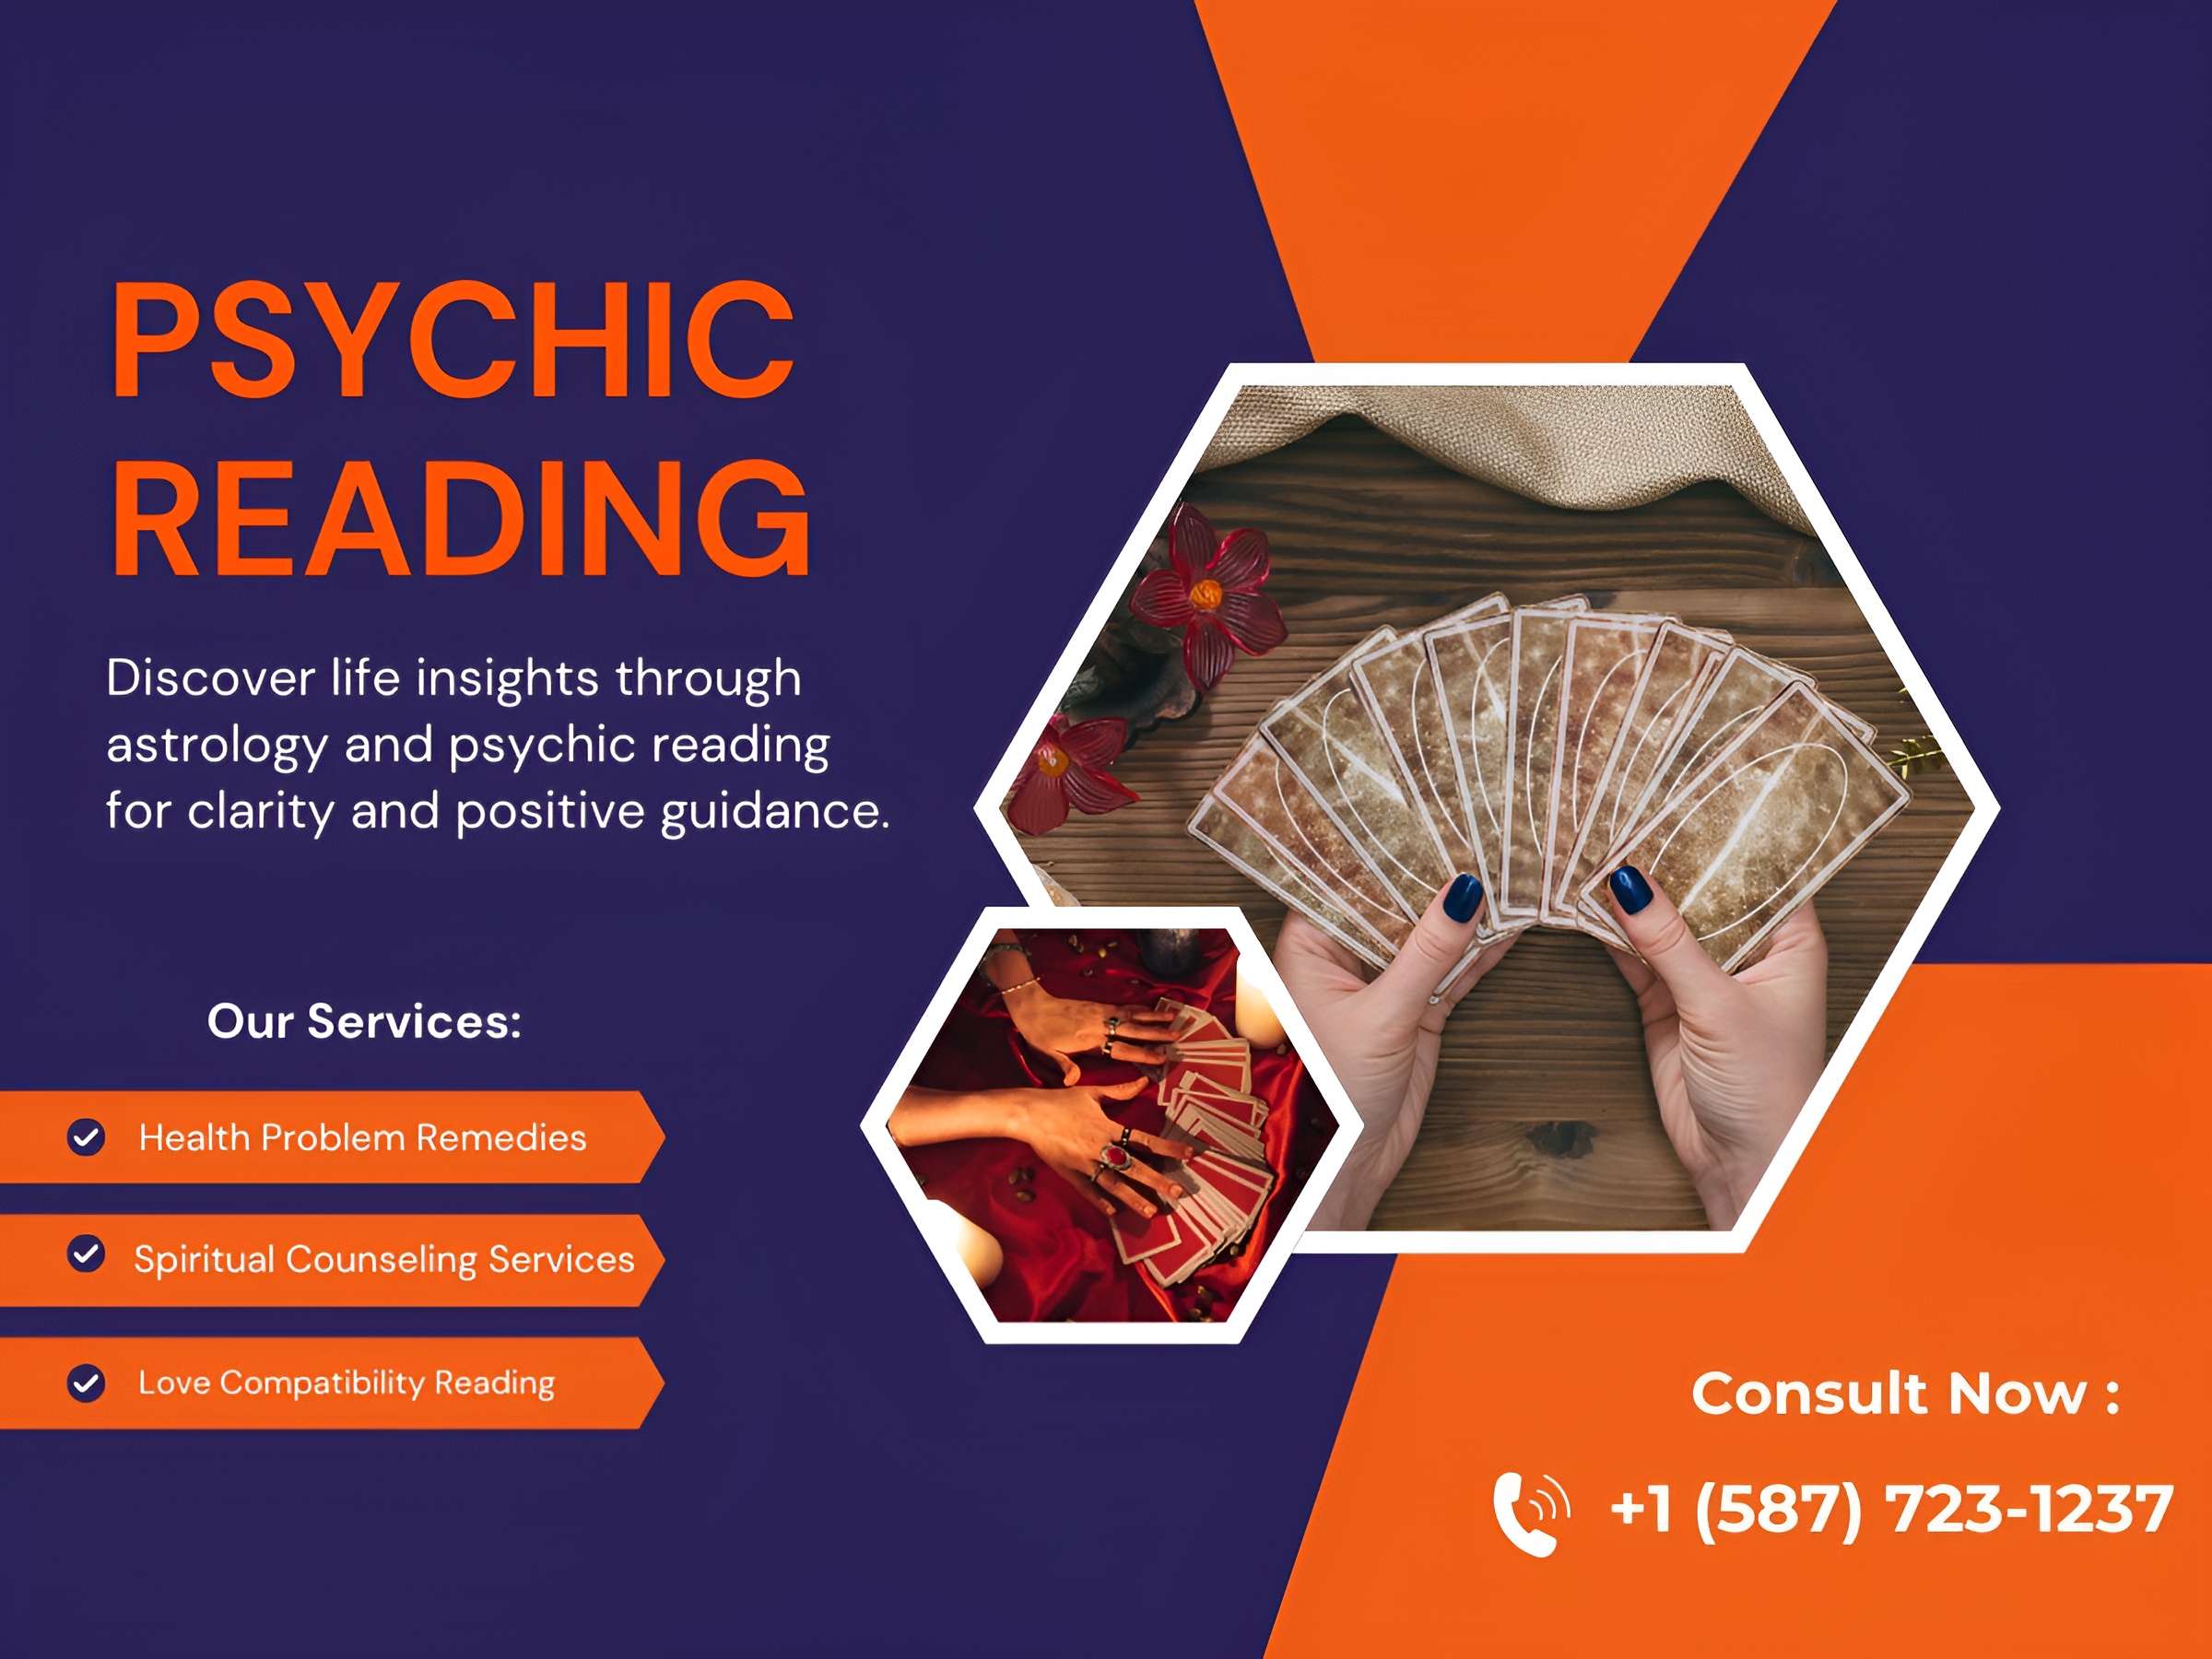 PSYCHIC
READING
Discover life insights through
astrology and psychic reading
for clarity and positive guidance.
Our Services:
Health Problem Remedies
Spiritual Counseling Services
Love Compatibility Reading
Consult Now :
+1 (587) 723-1237